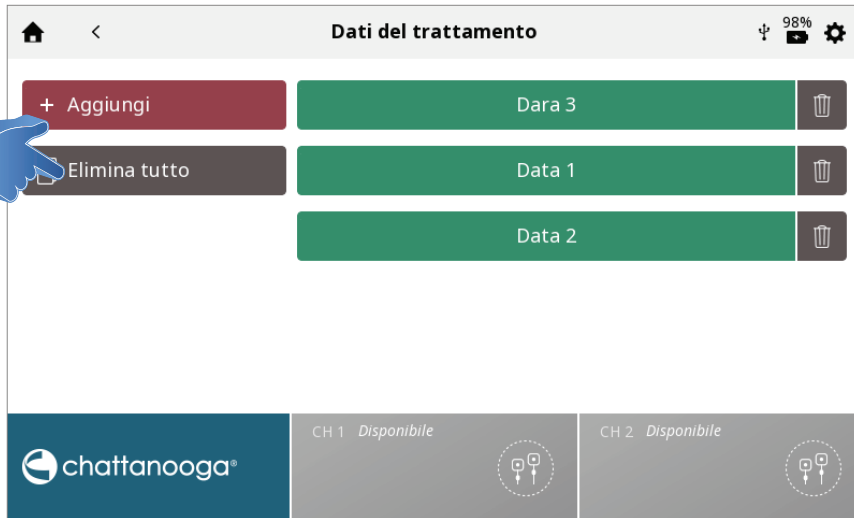 Dati del trattamento
98%
+ Aggiungi
Dara 3
Elimina tutto
Data 1
Data 2
chattanooga®
CH 1 Disponibile
CH 2 Disponibile